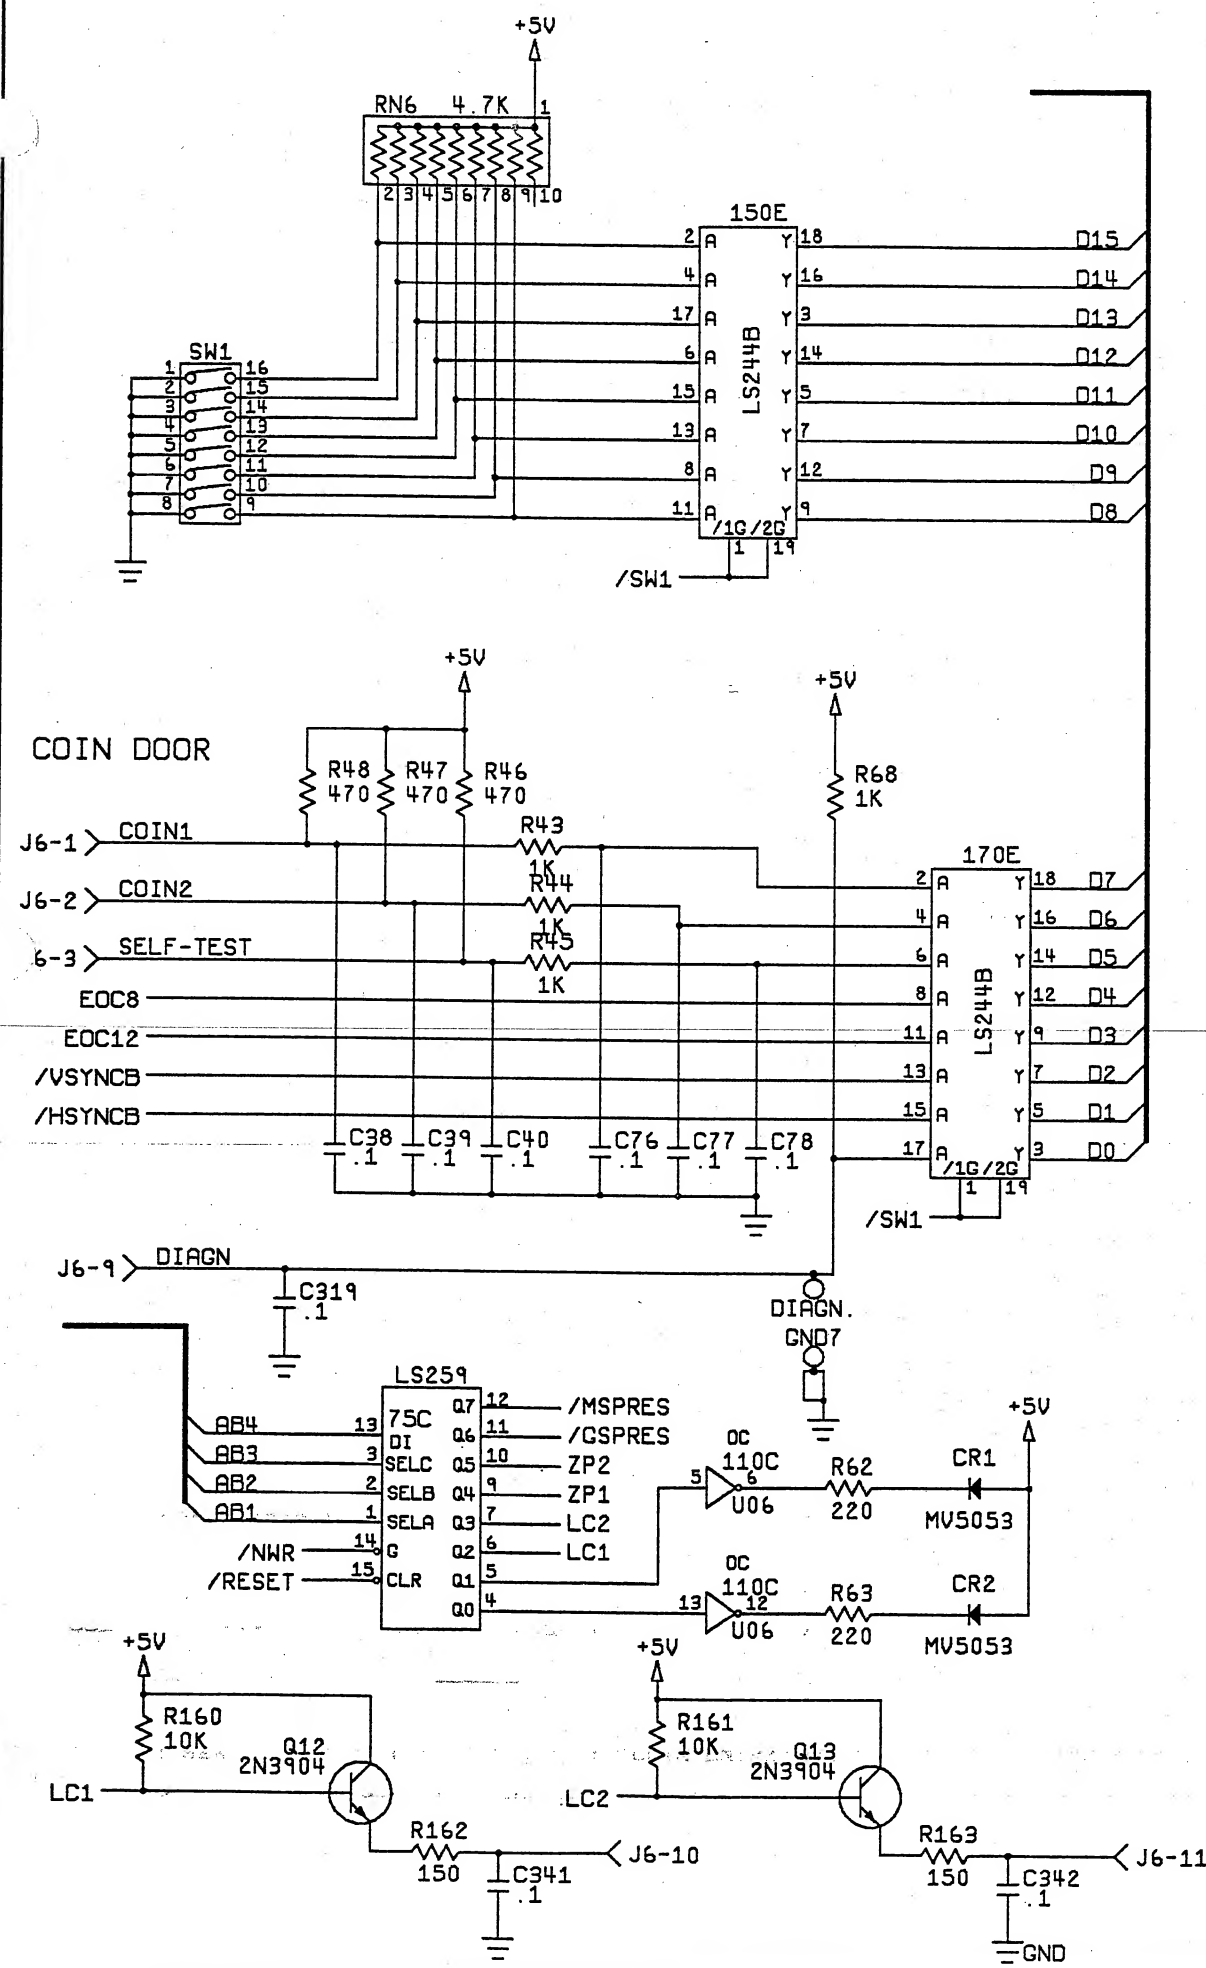 +5V
RN6 4.7K 1
2 3 4 5 6 7 8 9 10
150E
2 A Y 18 D15
4 A Y 16 D14
17 A Y 3 D13
6 A Y 14 D12
15 A Y 5 D11
13 A Y 7 D10
8 A Y 12 D9
11 A Y 9 D8
LS244B
/1G /2G
1 19
/SW1
SW1
1 16
2 15
3 14
4 13
5 12
6 11
7 10
8 9
+5V
+5V
COIN DOOR
R48 470
R47 470
R46 470
R68 1K
J6-1 COIN1
R43 1K
J6-2 COIN2
R44 1K
6-3 SELF-TEST
R45 1K
EOC8
EOC12
/VSYNCB
/HSYNCB
170E
2 A Y 18 D7
4 A Y 16 D6
6 A Y 14 D5
8 A Y 12 D4
11 A Y 9 D3
13 A Y 7 D2
15 A Y 5 D1
17 A Y 3 D0
LS244B
/1G /2G
1 19
/SW1
C38 .1
C39 .1
C40 .1
C76 .1
C77 .1
C78 .1
J6-9 DIAGN
C319 .1
DIAGN.
GND7
LS259
75C
AB4 13 DI
AB3 3 SELC
AB2 2 SELB
AB1 1 SELA
/NWR 14 G
/RESET 15 CLR
Q7 12 /MSPRES
Q6 11 /GSPRES
Q5 10 ZP2
Q4 9 ZP1
Q3 7 LC2
Q2 6 LC1
Q1 5
Q0 4
OC
110C
5 6
U06
R62
220
CR1
MV5053
+5V
OC
110C
13 12
U06
R63
220
CR2
MV5053
+5V
R160
10K
Q12
2N3904
LC1
R162
150
J6-10
C341
.1
+5V
R161
10K
Q13
2N3904
LC2
R163
150
J6-11
C342
.1
GND